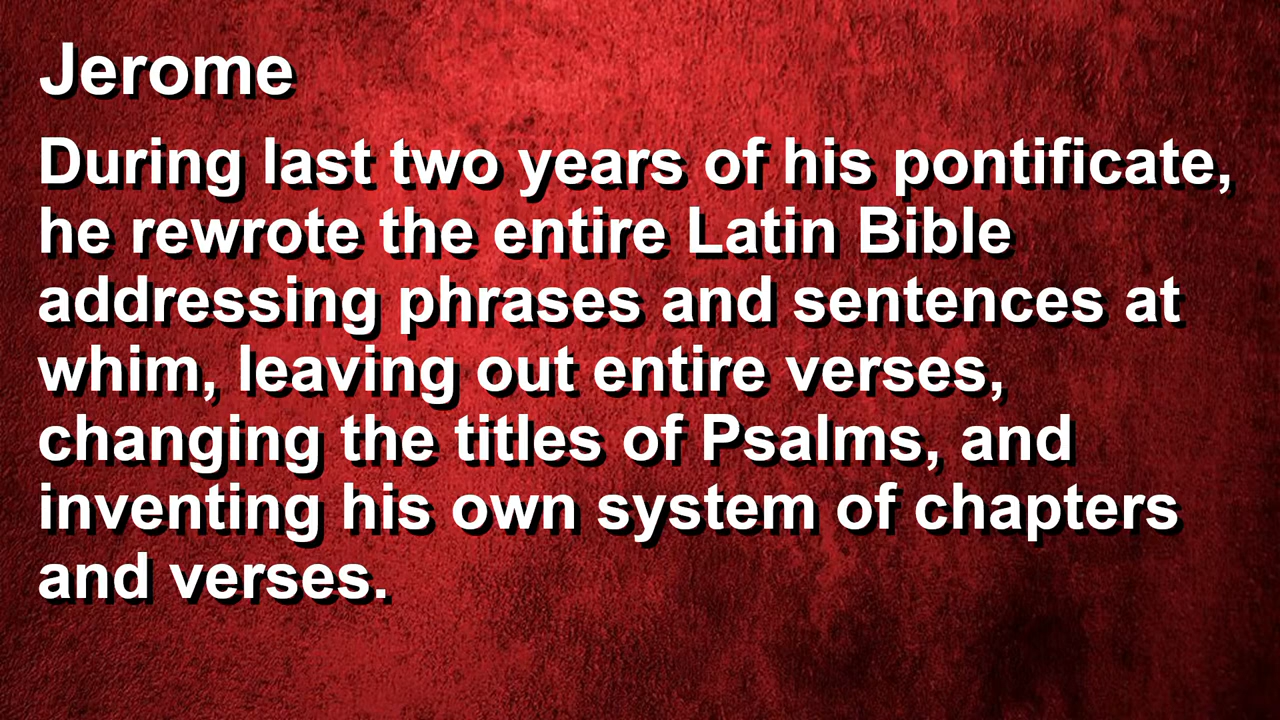 Jerome
During last two years of his pontificate,
he rewrote the entire Latin Bible
addressing phrases and sentences at
whim, leaving out entire verses,
changing the titles of Psalms, and
inventing his own system of chapters
and verses.